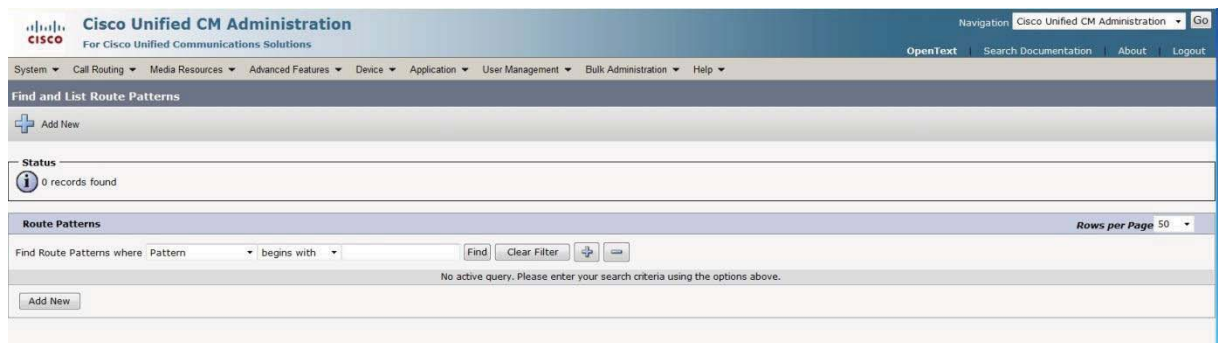 CISCO
Cisco Unified CM Administration
For Cisco Unified Communications Solutions
Navigation Cisco Unified CM Administration Go
OpenText Search Documentation About Logout
System Call Routing Media Resources Advanced Features Device Application User Management Bulk Administration Help
Find and List Route Patterns
Add New
Status
i 0 records found
Route Patterns
Rows per Page 50
Find Route Patterns where Pattern begins with Find Clear Filter
No active query. Please enter your search criteria using the options above.
Add New